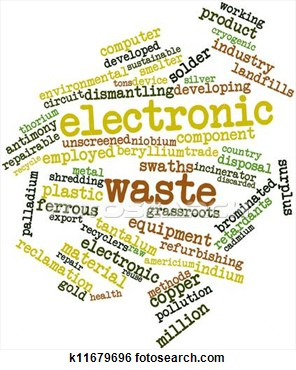 working
product
cryogenic
computer
developed
sustainable
industry
landfills
environmental
smelter
solder
tons device
silver
circuit
dismantling
developing
thorium
electronic
antimony
repairable
unscreened niobium
component
recycle
employed
beryllium trade
country
disposal
metal
swaths
incinerator
discarded
surplus
shredding
plastic
waste
palladium
ferrous
grassroots
brominated
retardants
export
tantalum
equipment
cadmium
recyclers
raw
refurbishing
electronic
material
americium
indium
reclamation
repair
reuse
methods
gold
health
copper
pollution
million
k11679696 fotosearch.com